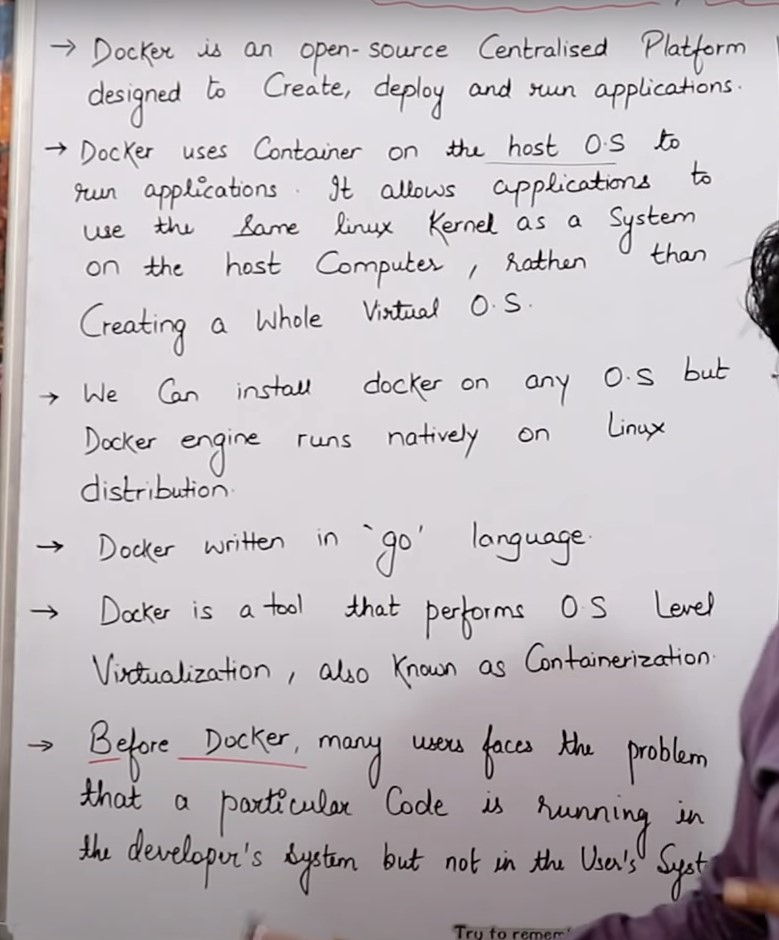 → Docker is an open-source Centralised Platform
designed to Create, deploy and run applications.
→ Docker uses Container on the host O.S to
run applications. It allows applications to
use the same linux Kernel as a System
on the host Computer, rather than
Creating a Whole Virtual O.S.
→ We Can install docker on any O.S but
Docker engine runs natively on Linux
distribution.
→ Docker written in `go' language.
→ Docker is a tool that performs O.S Level
Virtualization, also Known as Containerization.
→ Before Docker, many users faces the problem
that a particular Code is running in
the developer's system but not in the User's Syst
Try to remem